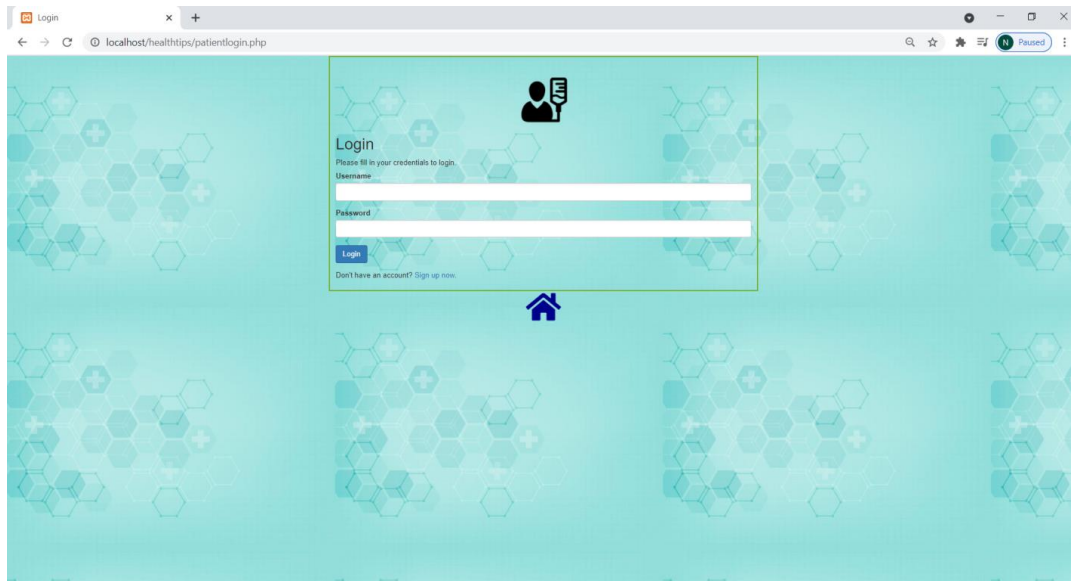 Login
localhost/healthtips/patientlogin.php
N Paused
Login
Please fill in your credentials to login.
Username
Password
Login
Don't have an account? Sign up now.